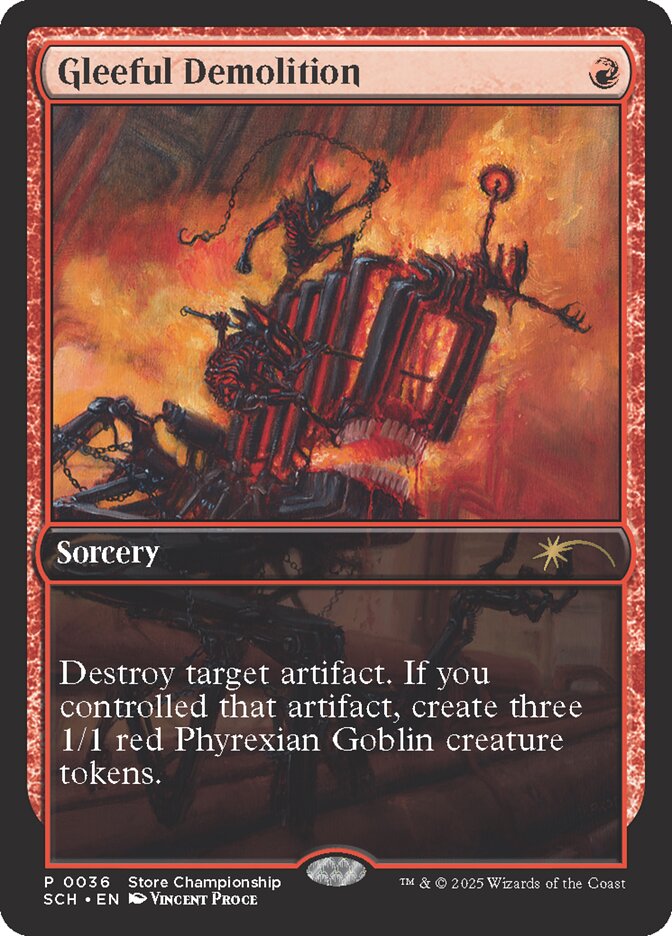 Gleeful Demolition
Sorcery
Destroy target artifact. If you
controlled that artifact, create three
1/1 red Phyrexian Goblin creature
tokens.
P 0036 Store Championship
SCH • EN Vincent Proce
™ & © 2025 Wizards of the Coast